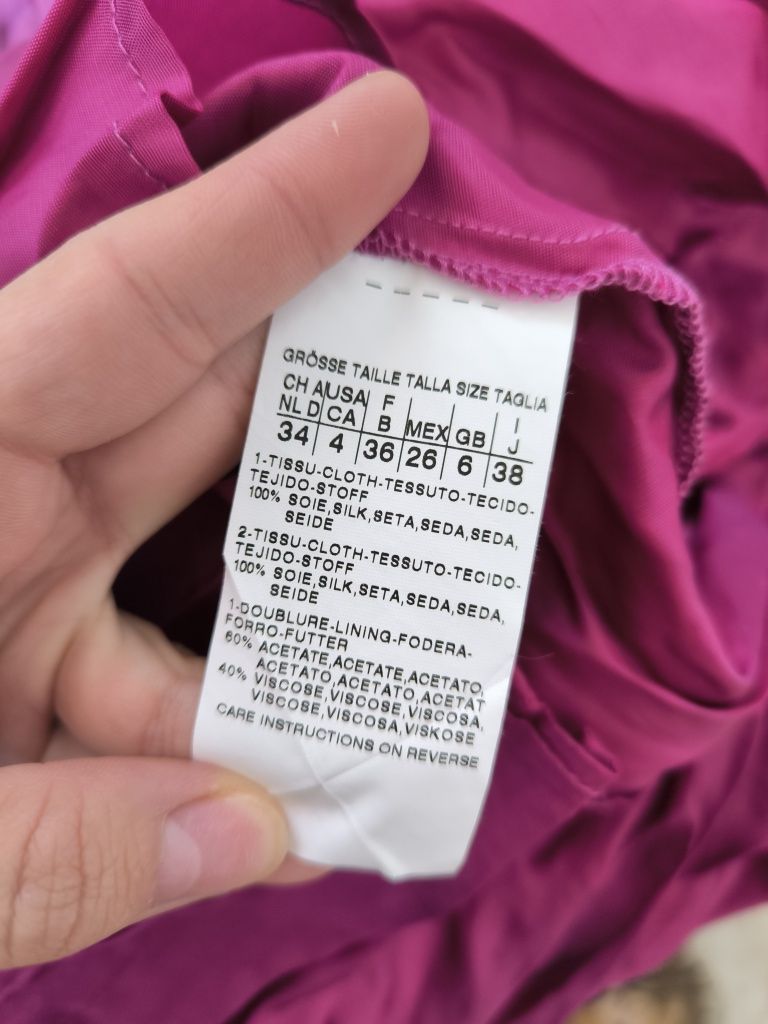 GRÖSSE TAILLE TALLA SIZE TAGLIA
CH A USA F I
NL D CA B MEX GB J
34 4 36 26 6 38
1-TISSU-CLOTH-TESSUTO-TECIDO-
TEJIDO-STOFF
100% SOIE,SILK,SETA,SEDA,SEDA,
SEIDE
2-TISSU-CLOTH-TESSUTO-TECIDO-
TEJIDO-STOFF
100% SOIE,SILK,SETA,SEDA,SEDA,
SEIDE
1-DOUBLURE-LINING-FODERA-
FORRO-FUTTER
60% ACETATE,ACETATE,ACETATO,
ACETATO,ACETATO,ACETAT
40% VISCOSE,VISCOSE,VISCOSA,
VISCOSE,VISCOSA,VISKOSE
CARE INSTRUCTIONS ON REVERSE